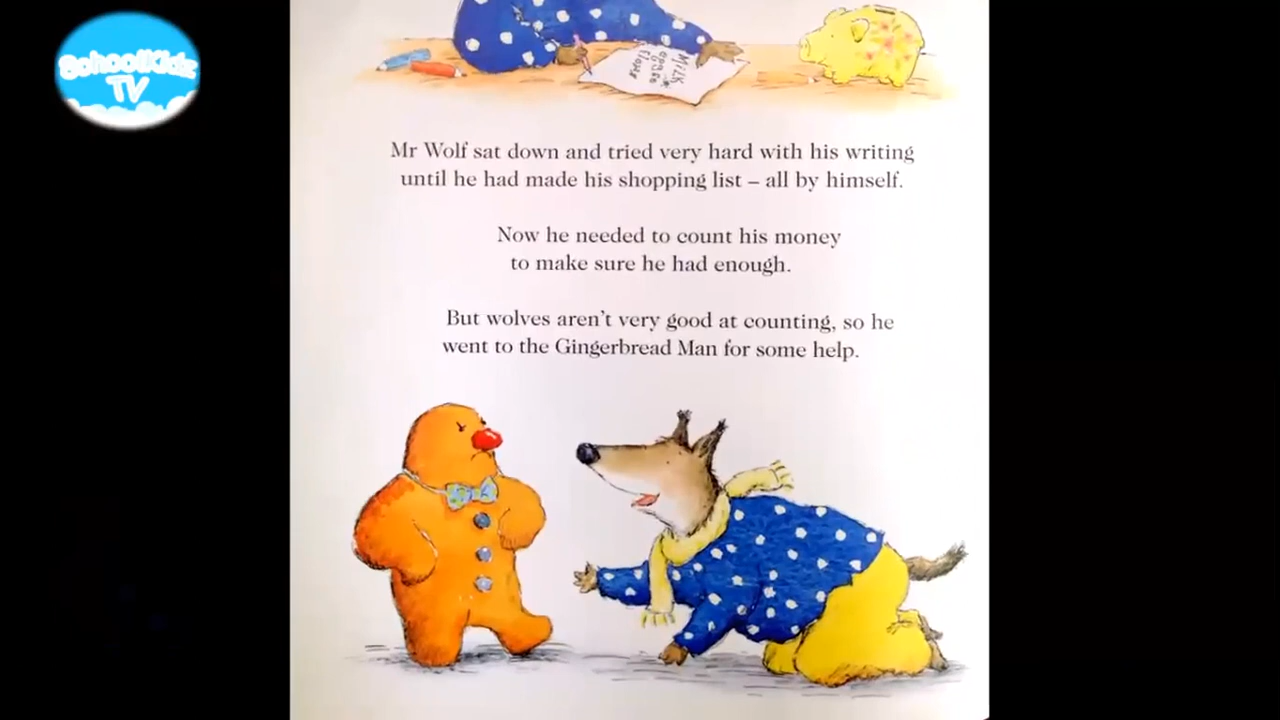 SchoolKidz
TV
Milk
Mr Wolf sat down and tried very hard with his writing
until he had made his shopping list – all by himself.
Now he needed to count his money
to make sure he had enough.
But wolves aren't very good at counting, so he
went to the Gingerbread Man for some help.